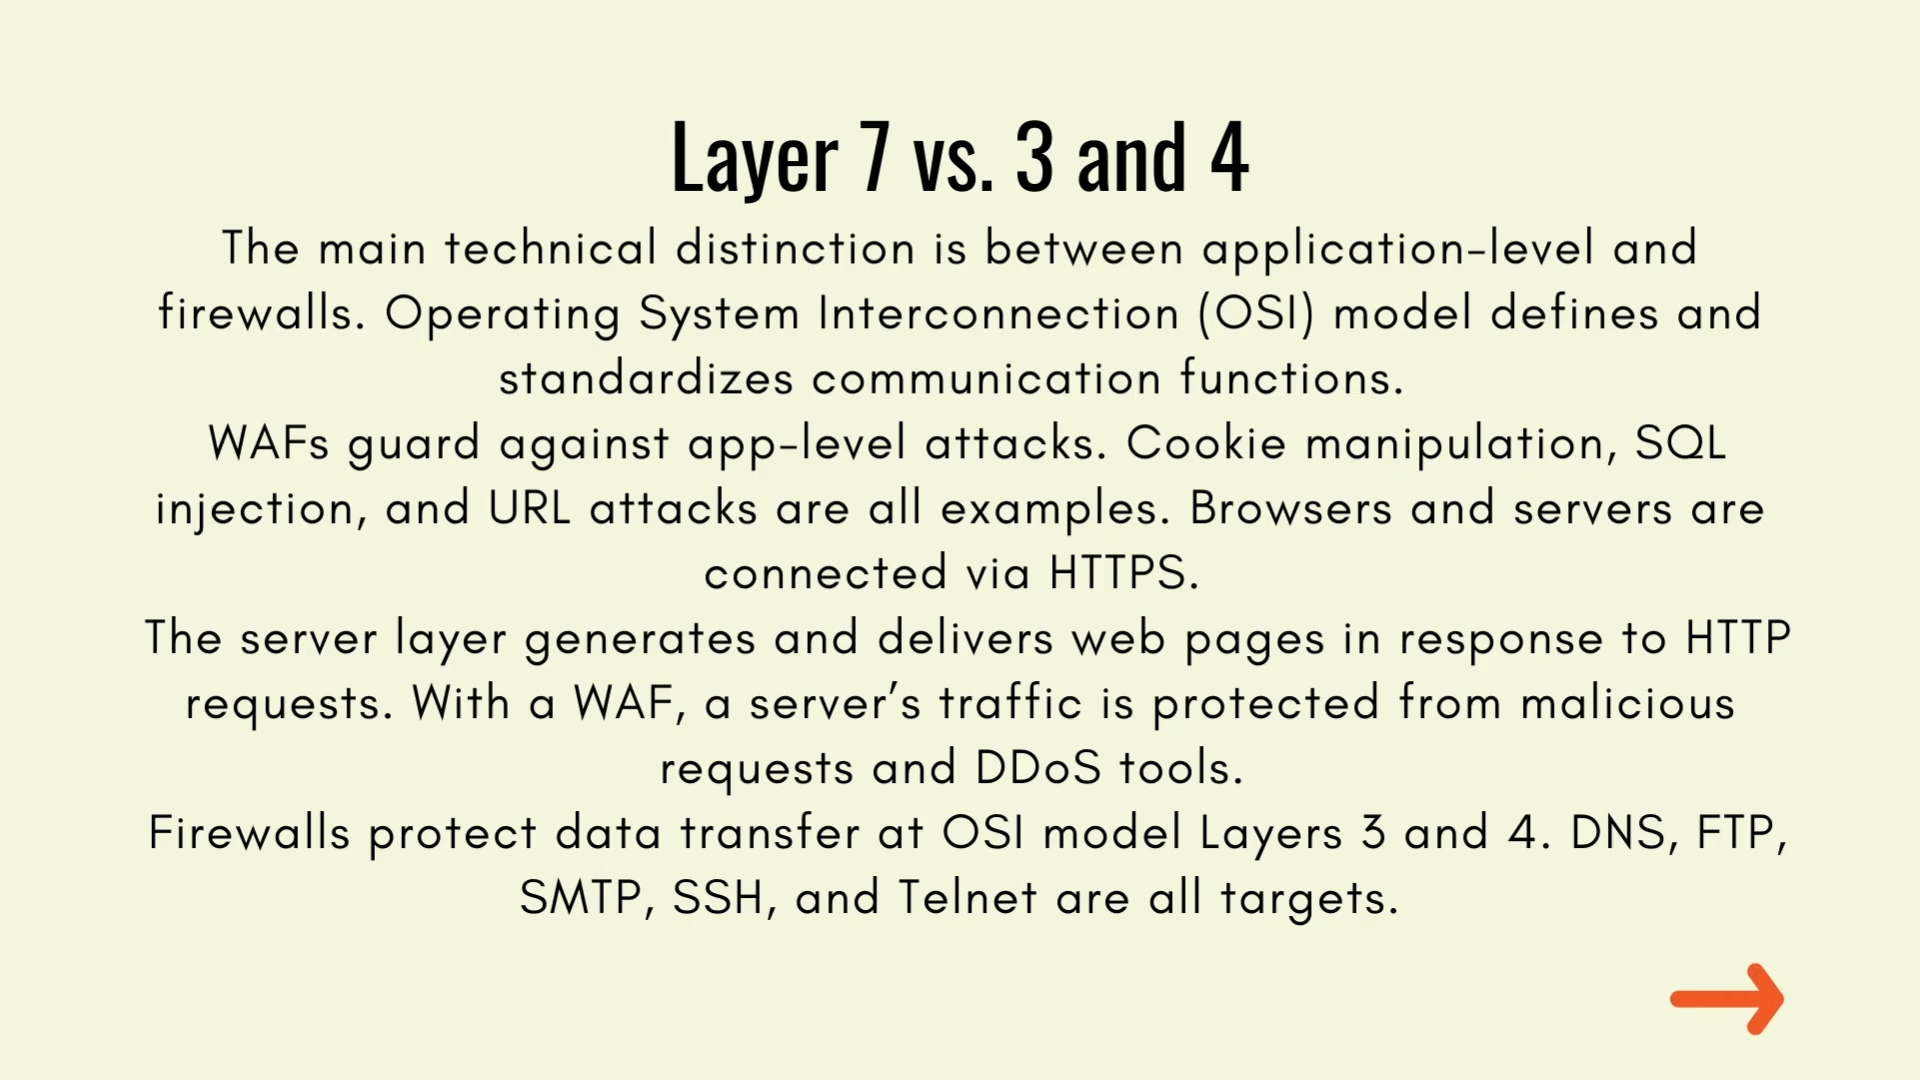 Layer 7 vs. 3 and 4
The main technical distinction is between application-level and
firewalls. Operating System Interconnection (OSI) model defines and
standardizes communication functions.
WAFs guard against app-level attacks. Cookie manipulation, SQL
injection, and URL attacks are all examples. Browsers and servers are
connected via HTTPS.
The server layer generates and delivers web pages in response to HTTP
requests. With a WAF, a server’s traffic is protected from malicious
requests and DDoS tools.
Firewalls protect data transfer at OSI model Layers 3 and 4. DNS, FTP,
SMTP, SSH, and Telnet are all targets.